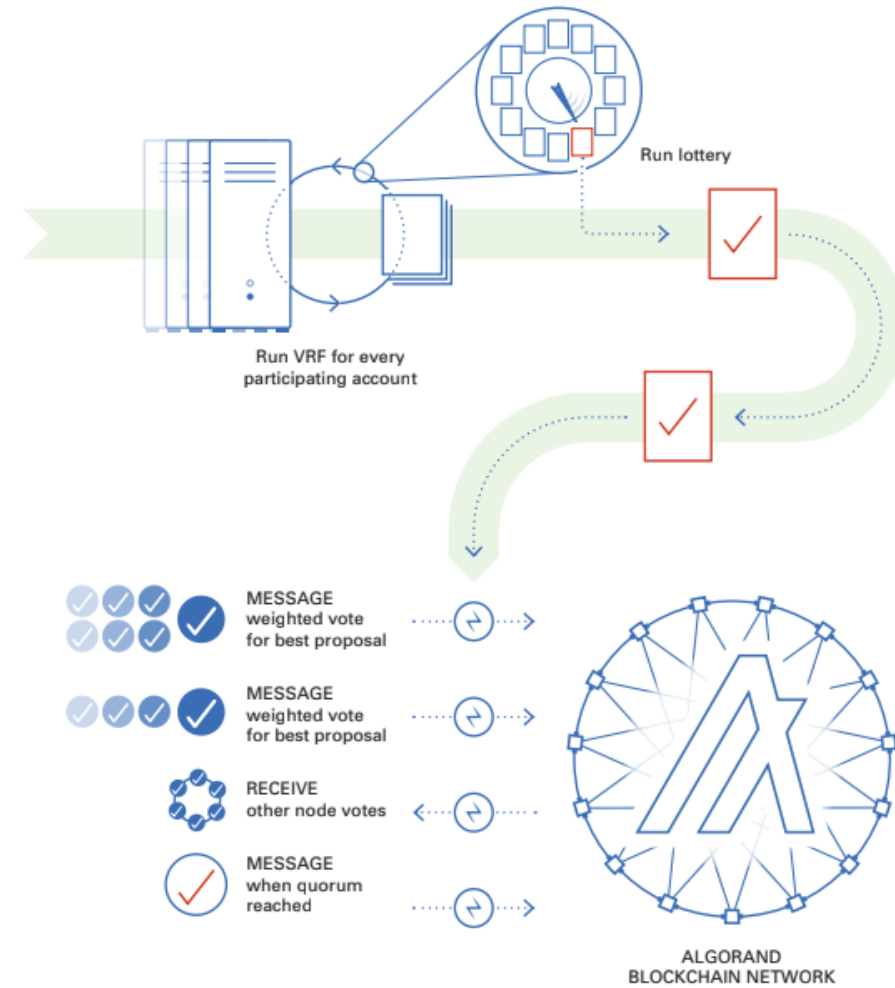 Run lottery
Run VRF for every
participating account
MESSAGE
weighted vote
for best proposal
MESSAGE
weighted vote
for best proposal
RECEIVE
other node votes
MESSAGE
when quorum
reached
ALGORAND
BLOCKCHAIN NETWORK